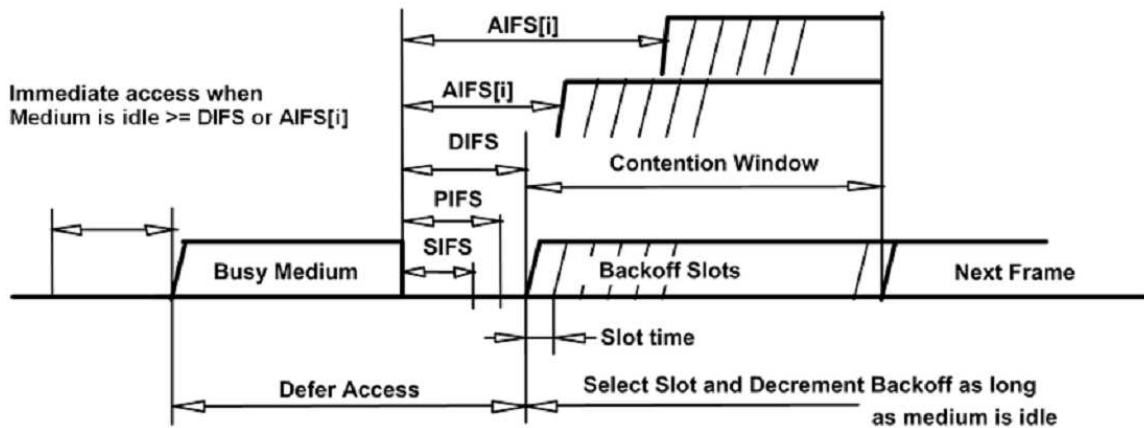 AIFS[i]
Immediate access when
Medium is idle >= DIFS or AIFS[i]
AIFS[i]
DIFS
Contention Window
PIFS
SIFS
Busy Medium
Backoff Slots
Next Frame
Slot time
Defer Access
Select Slot and Decrement Backoff as long
as medium is idle